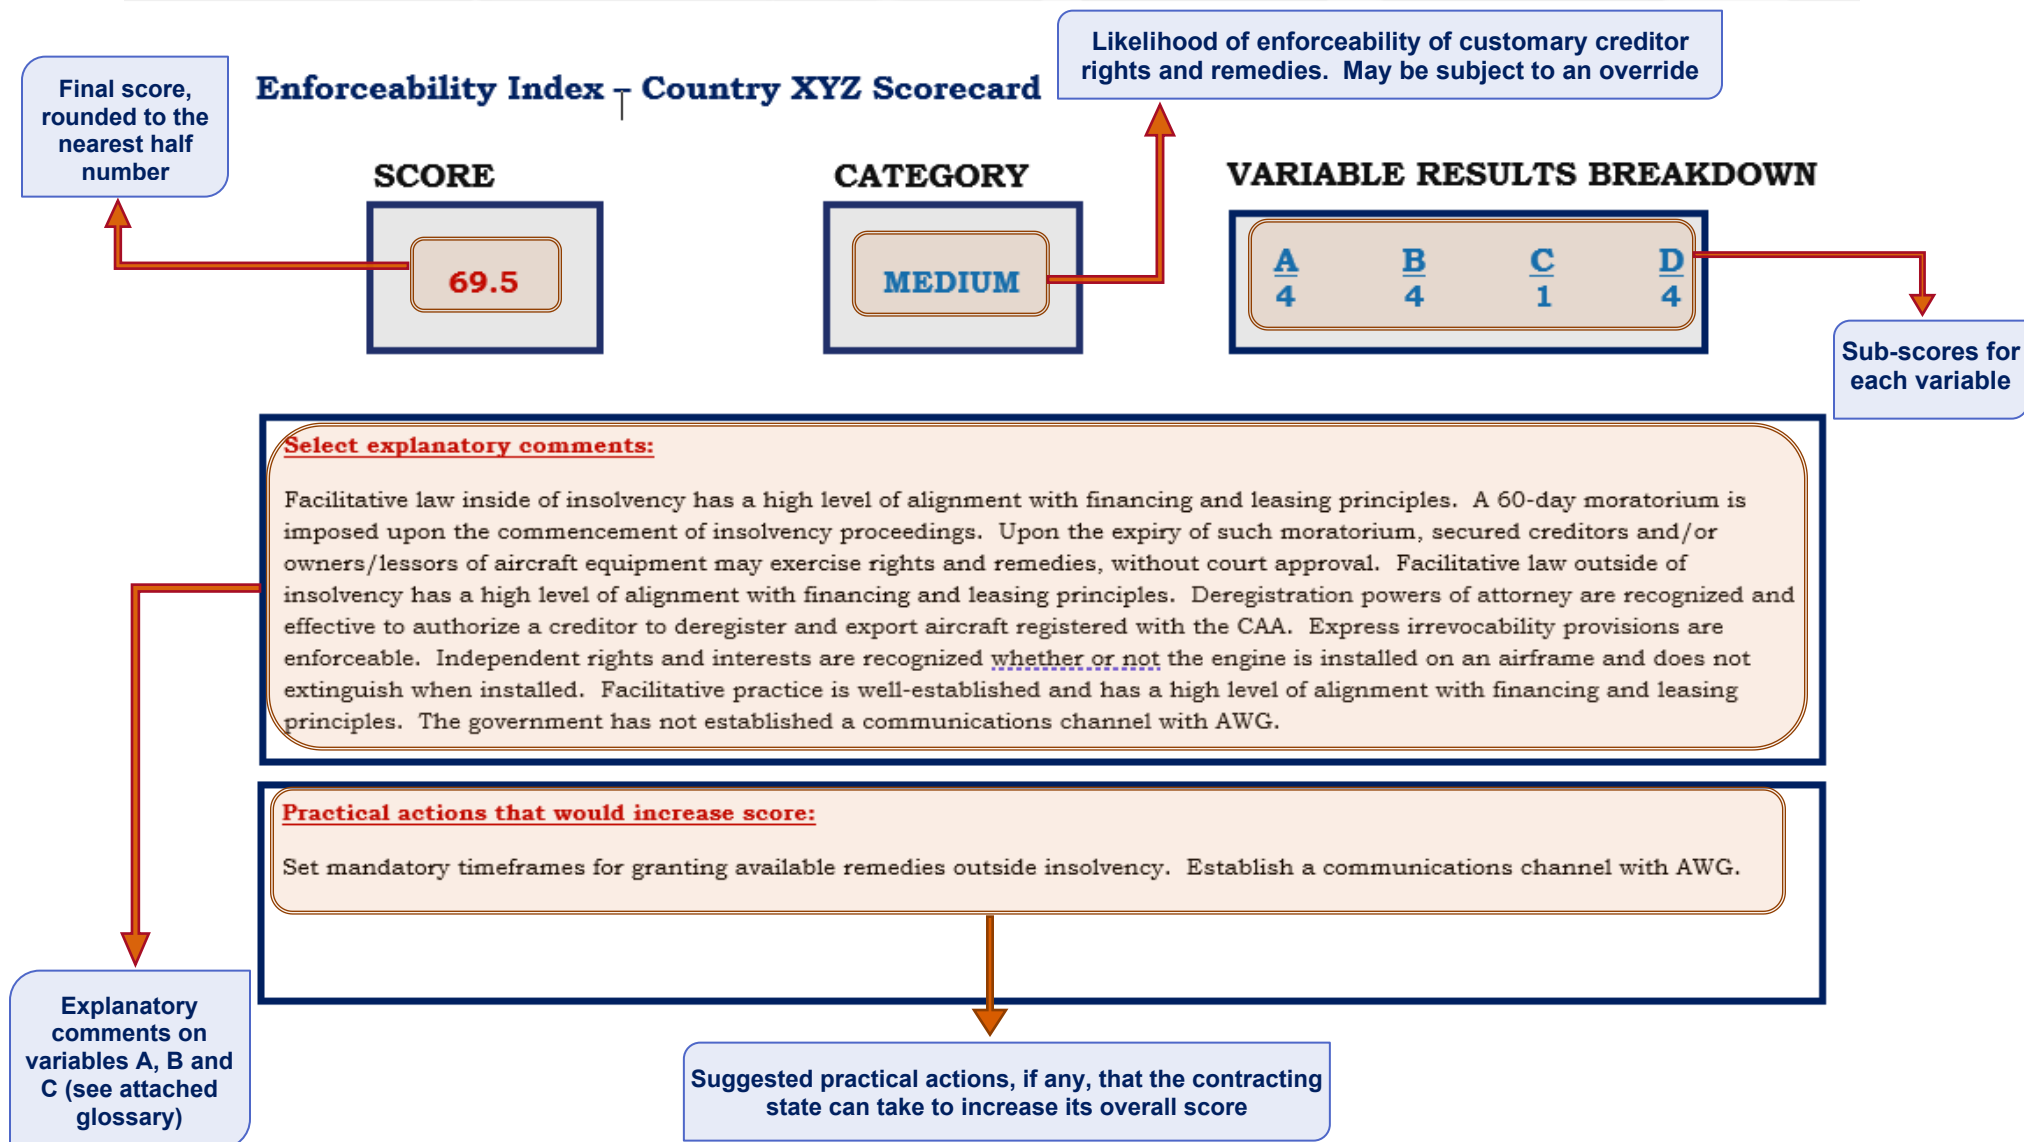 Likelihood of enforceability of customary creditor
rights and remedies.  May be subject to an override
Final score,
rounded to the
nearest half
number
Enforceability Index – Country XYZ Scorecard
SCORE
CATEGORY
VARIABLE RESULTS BREAKDOWN
69.5
MEDIUM
A B C D
4 4 1 4
Sub-scores for
each variable
Select explanatory comments:
Facilitative law inside of insolvency has a high level of alignment with financing and leasing principles.  A 60-day moratorium is
imposed upon the commencement of insolvency proceedings.  Upon the expiry of such moratorium, secured creditors and/or
owners/lessors of aircraft equipment may exercise rights and remedies, without court approval.  Facilitative law outside of
insolvency has a high level of alignment with financing and leasing principles.  Deregistration powers of attorney are recognized and
effective to authorize a creditor to deregister and export aircraft registered with the CAA.  Express irrevocability provisions are
enforceable.  Independent rights and interests are recognized whether or not the engine is installed on an airframe and does not
extinguish when installed.  Facilitative practice is well-established and has a high level of alignment with financing and leasing
principles.  The government has not established a communications channel with AWG.
Practical actions that would increase score:
Set mandatory timeframes for granting available remedies outside insolvency.  Establish a communications channel with AWG.
Explanatory
comments on
variables A, B and
C (see attached
glossary)
Suggested practical actions, if any, that the contracting
state can take to increase its overall score